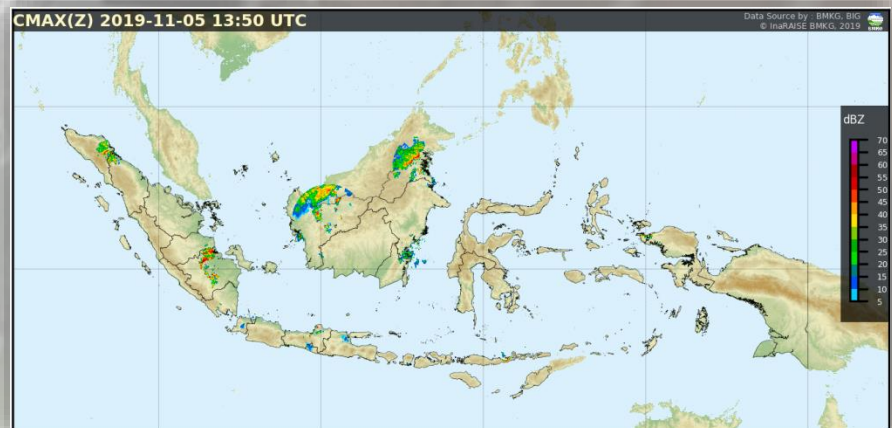 CMAX(Z) 2019-11-05 13:50 UTC
Data Source by : BMKG, BIG
© InaRAISE BMKG, 2019
BMKG
dBZ
70
65
60
55
50
45
40
35
30
25
20
15
10
5